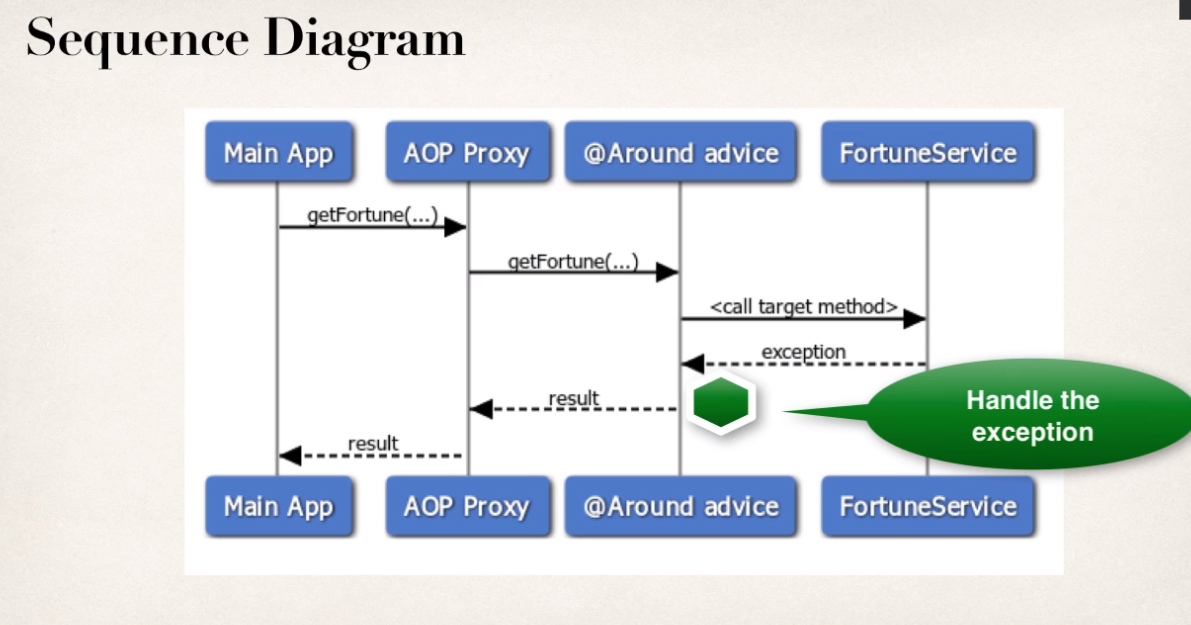 Sequence Diagram
Main App
AOP Proxy
@Around advice
FortuneService
getFortune(...)
getFortune(...)
<call target method>
exception
result
result
Handle the
exception
Main App
AOP Proxy
@Around advice
FortuneService